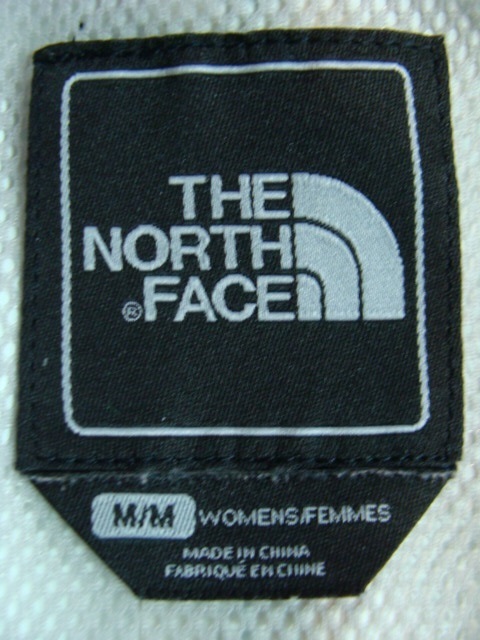 THE
NORTH
® FACE
M/M WOMENS/FEMMES
MADE IN CHINA
FABRIQUÉ EN CHINE